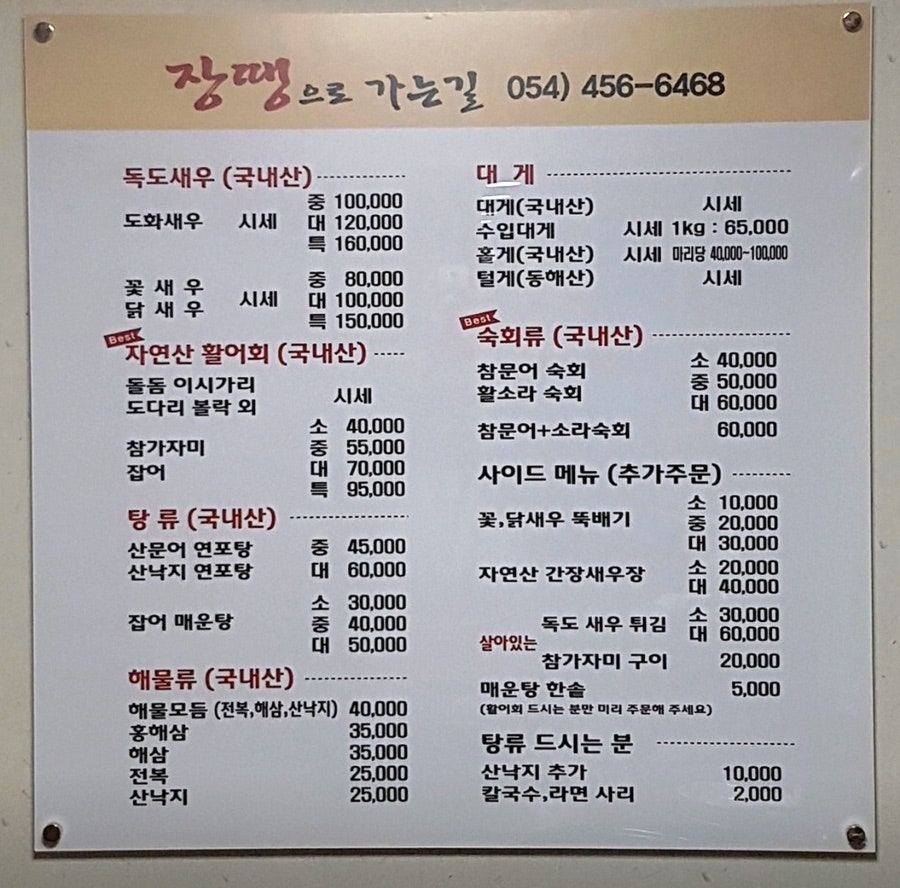 장땡으로 가는길 054) 456-6468
독도새우 (국내산)
도화새우 시세 중 100,000
대 120,000
특 160,000
꽃 새 우
닭 새 우
시세 중 80,000
대 100,000
특 150,000
Best
자연산 활어회 (국내산)
돌돔 이시가리
도다리 볼락 외
시세
참가자미
잡어
소 40,000
중 55,000
대 70,000
특 95,000
탕 류 (국내산)
산문어 연포탕 중 45,000
산낙지 연포탕 대 60,000
잡어 매운탕 소 30,000
중 40,000
대 50,000
해물류 (국내산)
해물모듬 (전복,해삼,산낙지) 40,000
홍해삼 35,000
해삼 35,000
전복 25,000
산낙지 25,000
대 게
대게(국내산) 시세
수입대게 시세 1kg : 65,000
홀게(국내산) 시세 마리당 40,000~100,000
털게(동해산) 시세
Best
숙회류 (국내산)
참문어 숙회
활소라 숙회
소 40,000
중 50,000
대 60,000
참문어+소라숙회 60,000
사이드 메뉴 (추가주문)
꽃,닭새우 뚝배기 소 10,000
중 20,000
대 30,000
자연산 간장새우장 소 20,000
대 40,000
살아있는
독도 새우 튀김 소 30,000
대 60,000
참가자미 구이 20,000
매운탕 한솥 5,000
(활어회 드시는 분만 미리 주문해 주세요)
탕류 드시는 분
산낙지 추가 10,000
칼국수,라면 사리 2,000